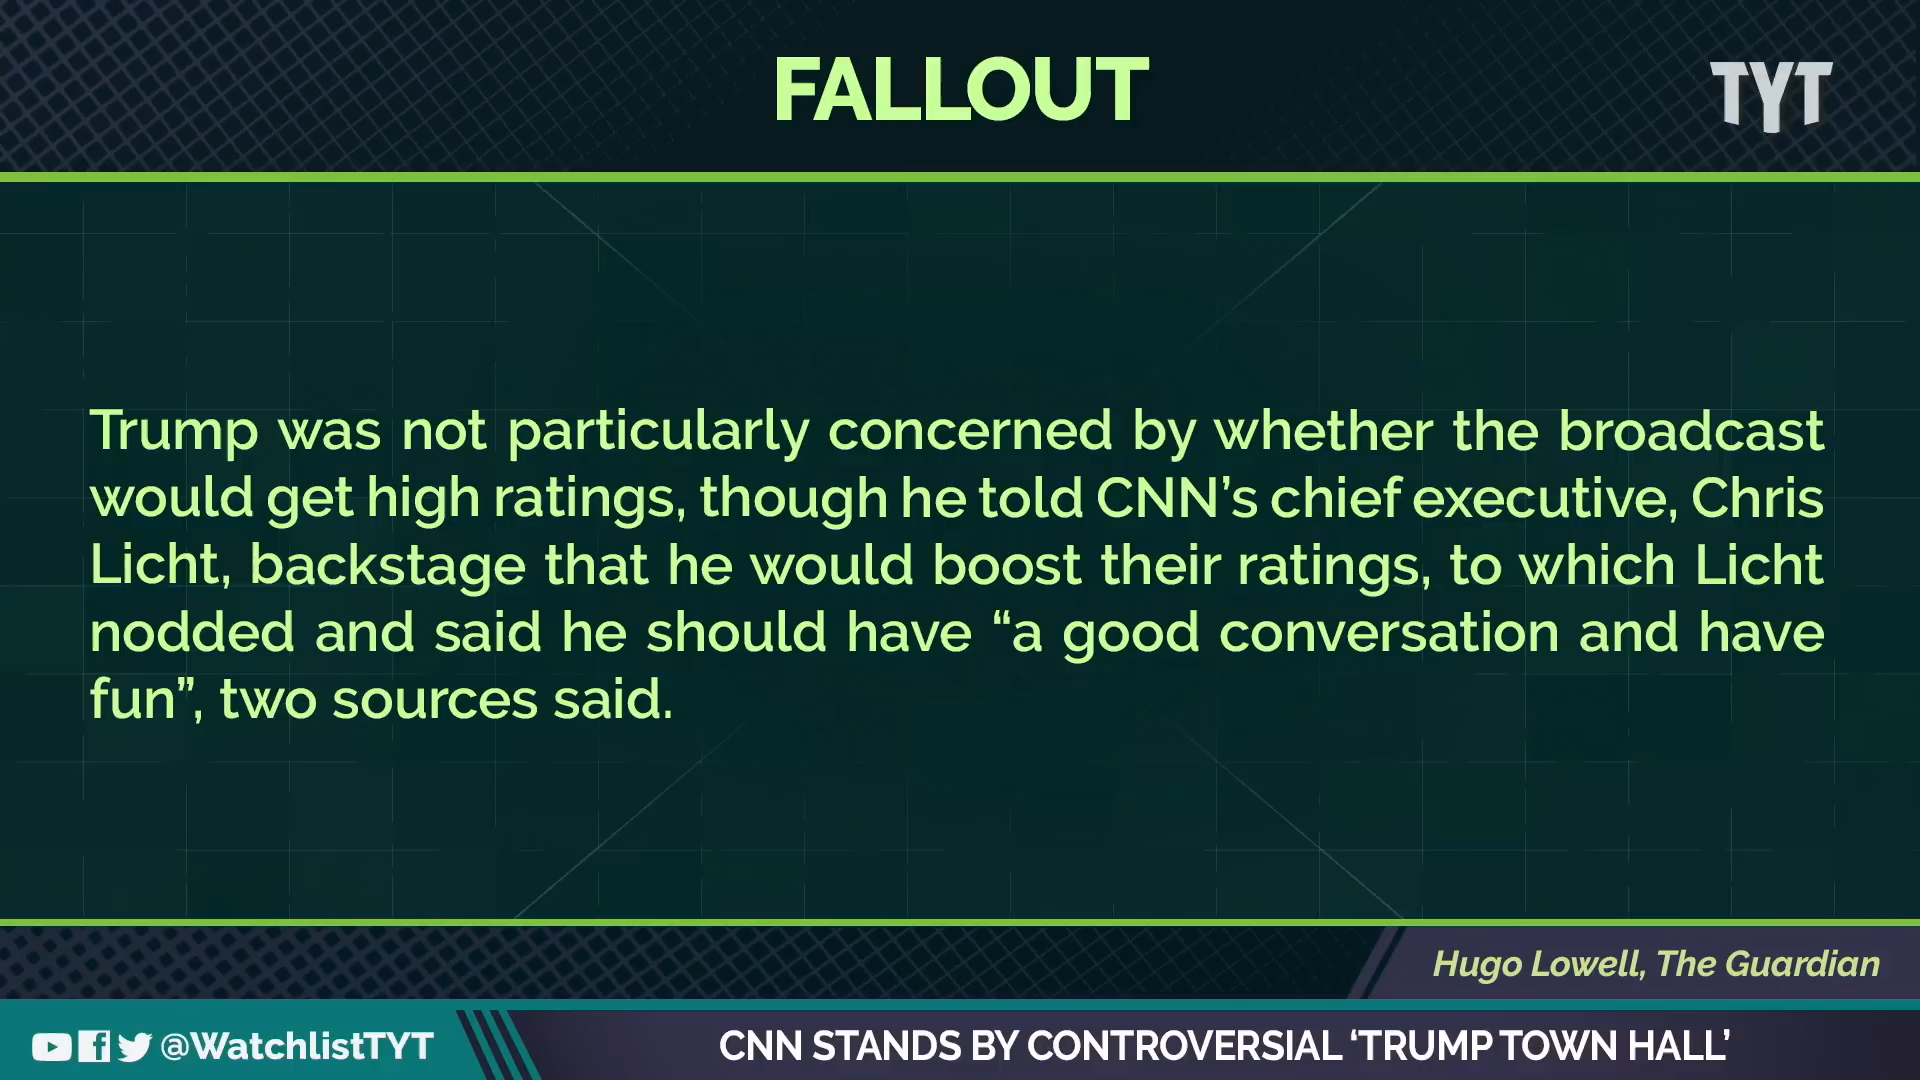 FALLOUT
TYT
Trump was not particularly concerned by whether the broadcast
would get high ratings, though he told CNN’s chief executive, Chris
Licht, backstage that he would boost their ratings, to which Licht
nodded and said he should have “a good conversation and have
fun”, two sources said.
Hugo Lowell, The Guardian
@WatchlistTYT
CNN STANDS BY CONTROVERSIAL ‘TRUMP TOWN HALL’